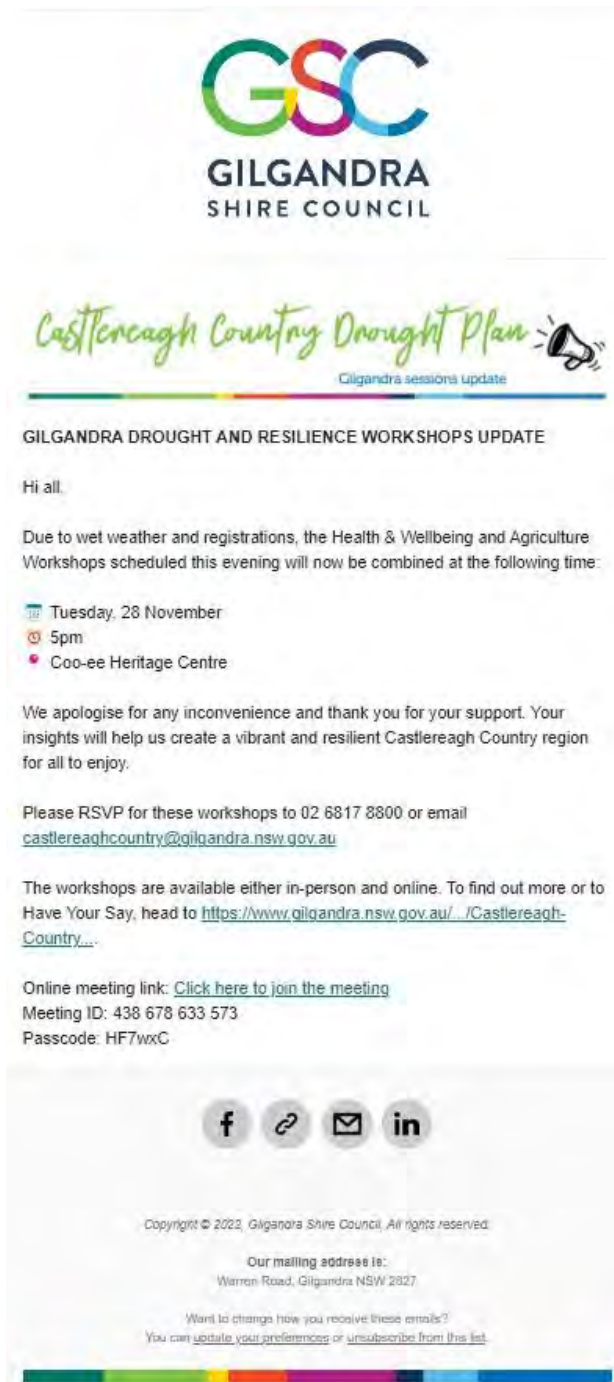 GSC
GILGANDRA
SHIRE COUNCIL
Castlereagh Country Drought Plan
Gilgandra sessions update
GILGANDRA DROUGHT AND RESILIENCE WORKSHOPS UPDATE
Hi all.
Due to wet weather and registrations, the Health & Wellbeing and Agriculture
Workshops scheduled this evening will now be combined at the following time:
Tuesday, 28 November
5pm
Coo-ee Heritage Centre
We apologise for any inconvenience and thank you for your support. Your
insights will help us create a vibrant and resilient Castlereagh Country region
for all to enjoy.
Please RSVP for these workshops to 02 6817 8800 or email
castlereaghcountry@gilgandra.nsw.gov.au
The workshops are available either in-person and online. To find out more or to
Have Your Say, head to https://www.gilgandra.nsw.gov.au/.../Castlereagh-
Country....
Online meeting link: Click here to join the meeting
Meeting ID: 438 678 633 573
Passcode: HF7wxC
Copyright © 2022, Gilgandra Shire Council, All rights reserved.
Our mailing address is:
Warren Road, Gilgandra NSW 2827
Want to change how you receive these emails?
You can update your preferences or unsubscribe from this list.